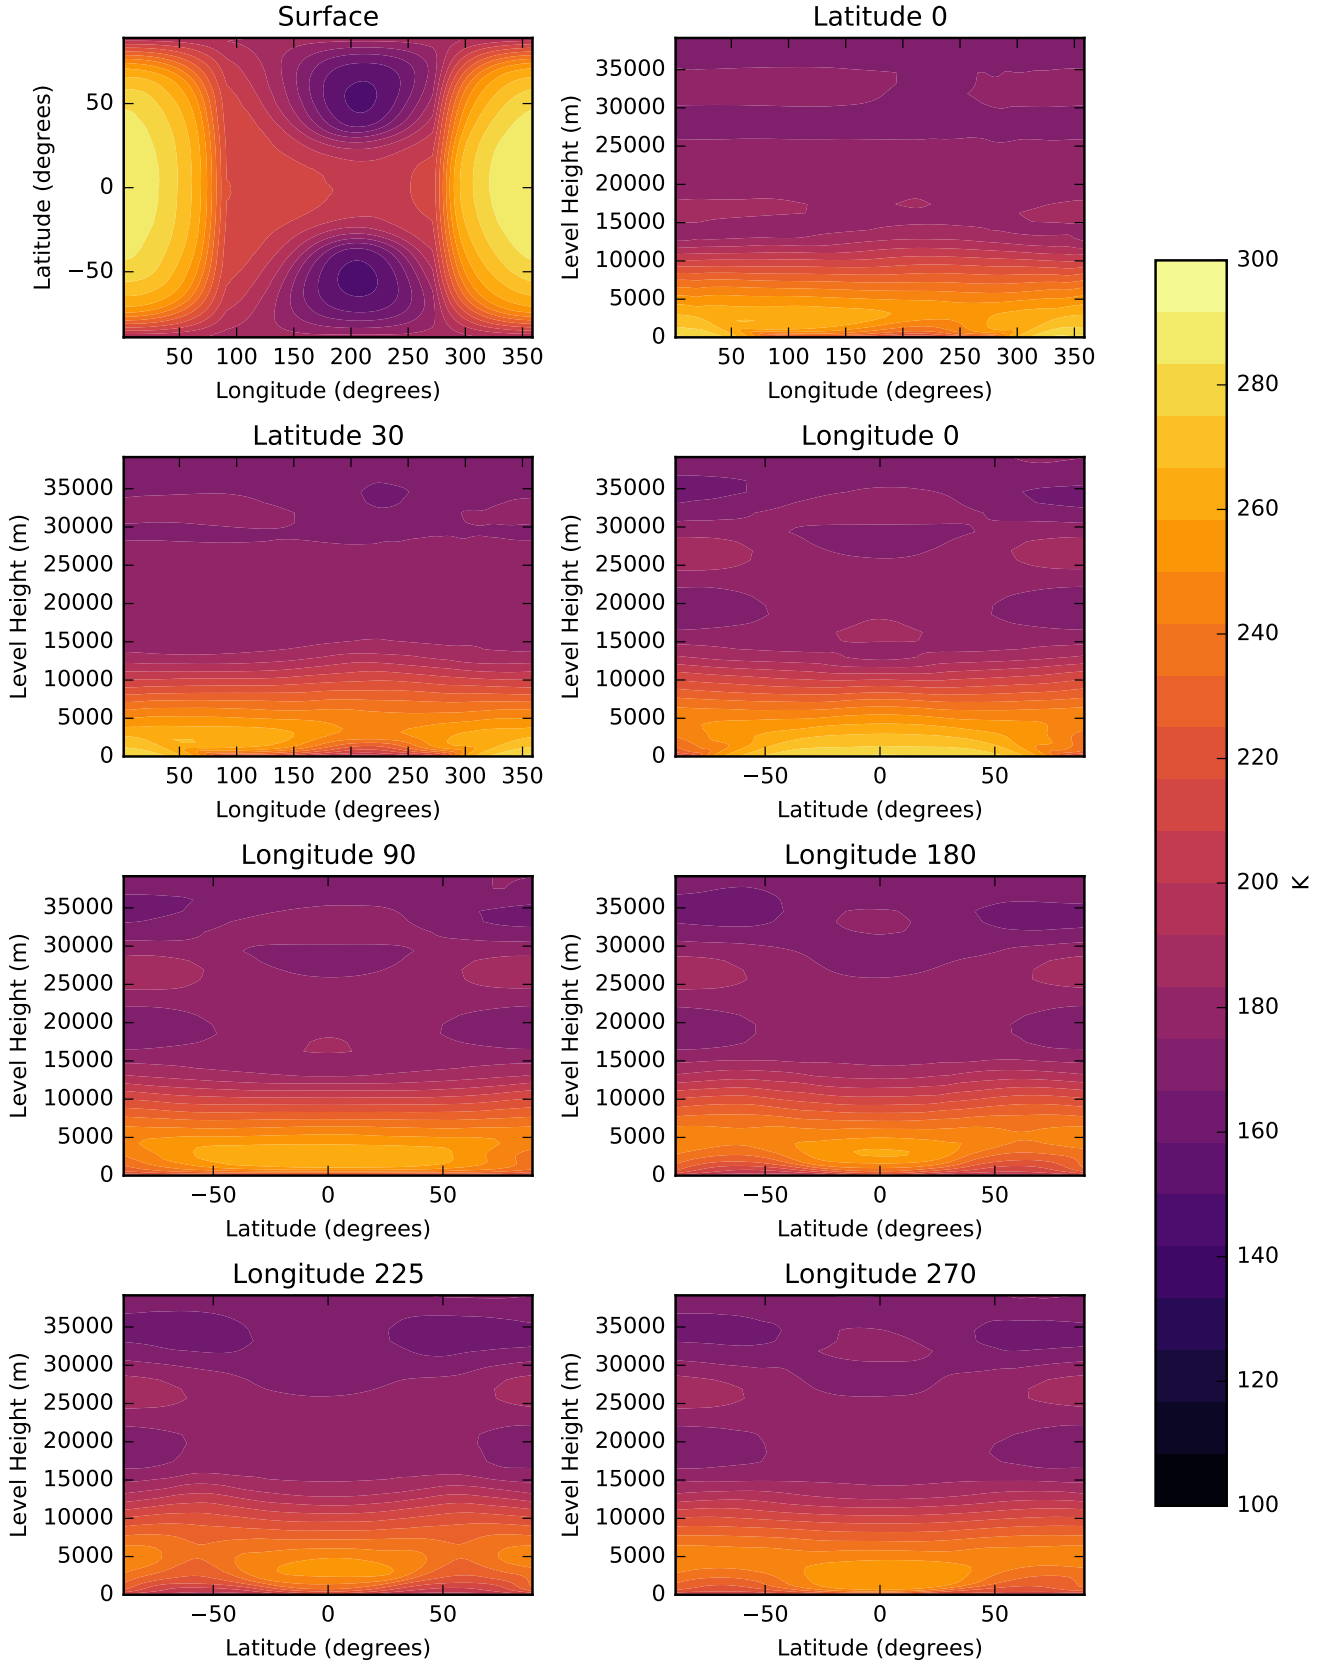 Surface
50
0
−50
Latitude (degrees)
50 100 150 200 250 300 350
Longitude (degrees)
Latitude 0
35000
30000
25000
20000
15000
10000
5000
0
Level Height (m)
50 100 150 200 250 300 350
Longitude (degrees)
Latitude 30
35000
30000
25000
20000
15000
10000
5000
0
Level Height (m)
50 100 150 200 250 300 350
Longitude (degrees)
Longitude 0
35000
30000
25000
20000
15000
10000
5000
0
Level Height (m)
−50 0 50
Latitude (degrees)
Longitude 90
35000
30000
25000
20000
15000
10000
5000
0
Level Height (m)
−50 0 50
Latitude (degrees)
Longitude 180
35000
30000
25000
20000
15000
10000
5000
0
Level Height (m)
−50 0 50
Latitude (degrees)
Longitude 225
35000
30000
25000
20000
15000
10000
5000
0
Level Height (m)
−50 0 50
Latitude (degrees)
Longitude 270
35000
30000
25000
20000
15000
10000
5000
0
Level Height (m)
−50 0 50
Latitude (degrees)
300
280
260
240
220
200
180
160
140
120
100
K